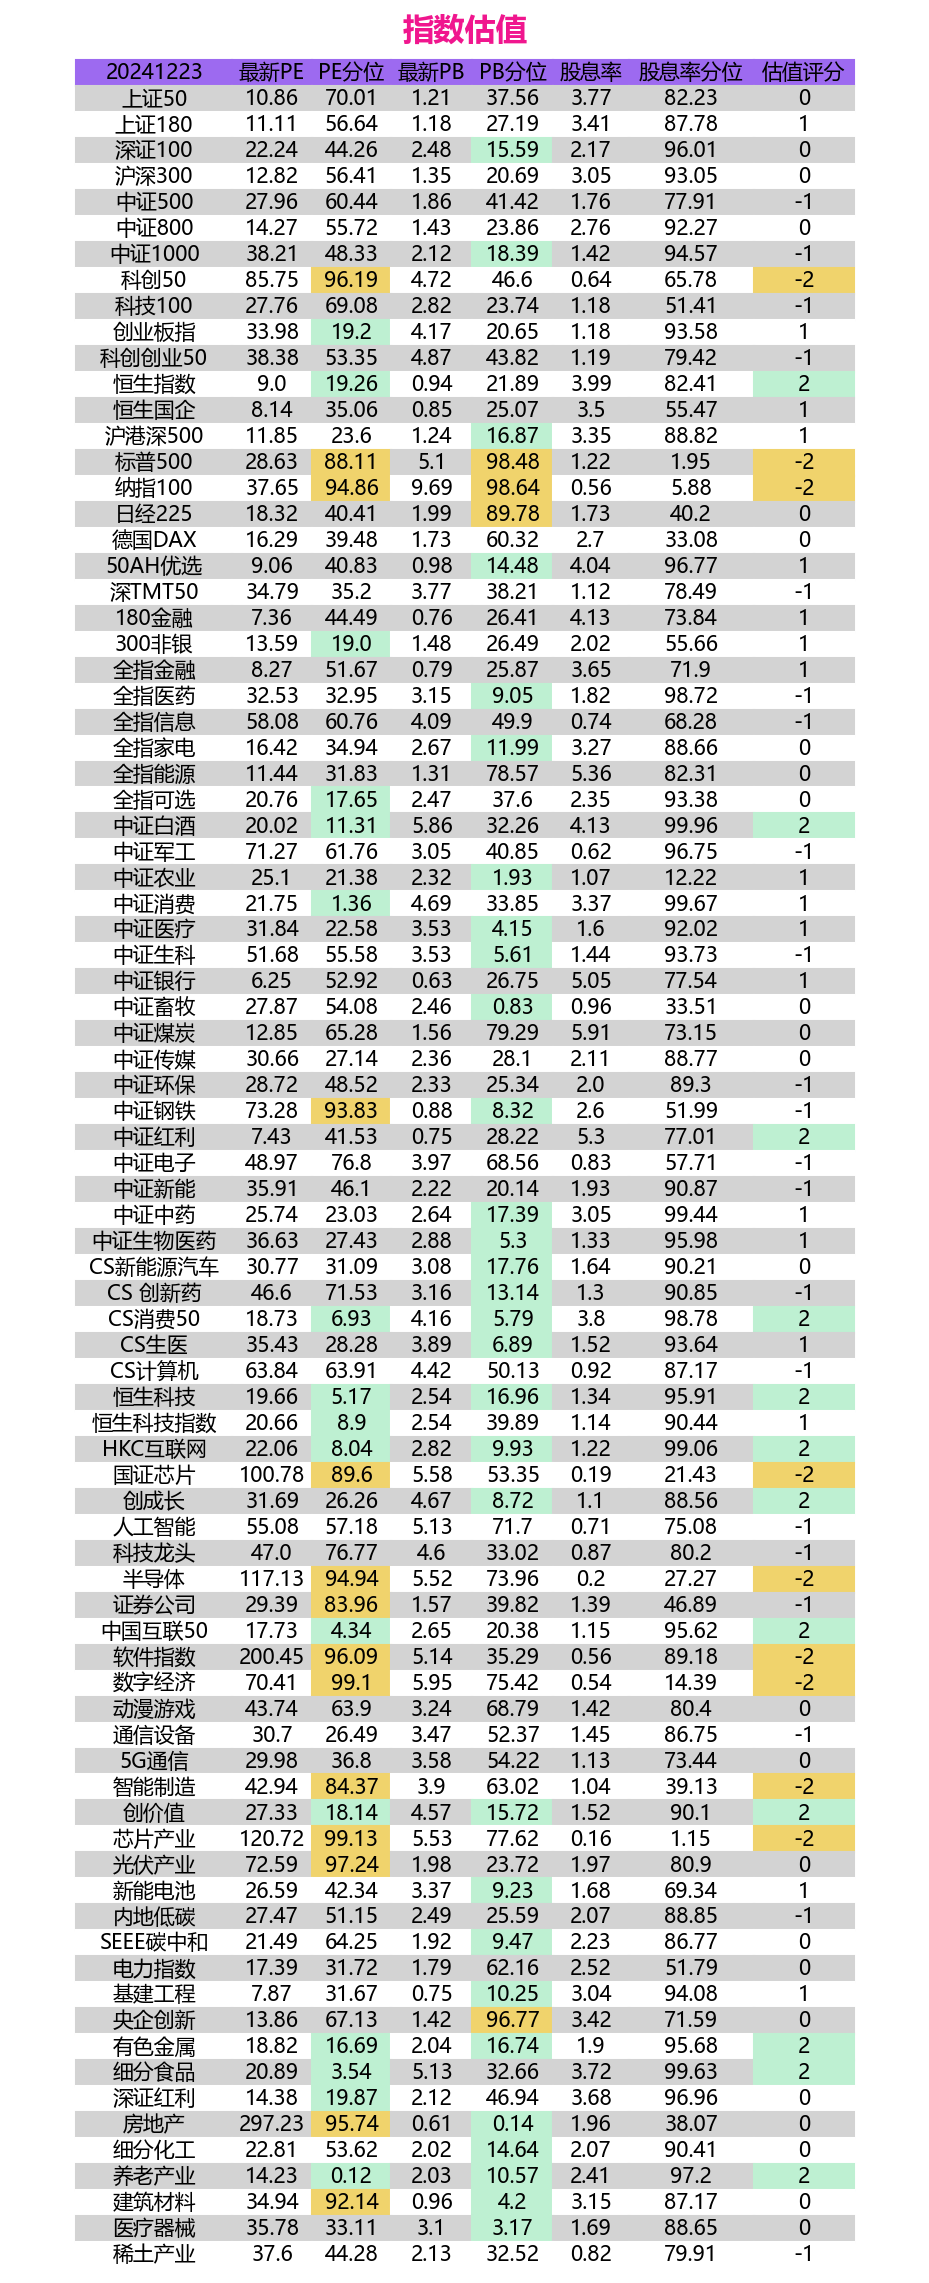 指数估值
20241223 最新PE PE分位 最新PB PB分位 股息率 股息率分位 估值评分
上证50 10.86 70.01 1.21 37.56 3.77 82.23 0
上证180 11.11 56.64 1.18 27.19 3.41 87.78 1
深证100 22.24 44.26 2.48 15.59 2.17 96.01 0
沪深300 12.82 56.41 1.35 20.69 3.05 93.05 0
中证500 27.96 60.44 1.86 41.42 1.76 77.91 -1
中证800 14.27 55.72 1.43 23.86 2.76 92.27 0
中证1000 38.21 48.33 2.12 18.39 1.42 94.57 -1
科创50 85.75 96.19 4.72 46.6 0.64 65.78 -2
科技100 27.76 69.08 2.82 23.74 1.18 51.41 -1
创业板指 33.98 19.2 4.17 20.65 1.18 93.58 1
科创创业50 38.38 53.35 4.87 43.82 1.19 79.42 -1
恒生指数 9.0 19.26 0.94 21.89 3.99 82.41 2
恒生国企 8.14 35.06 0.85 25.07 3.5 55.47 1
沪港深500 11.85 23.6 1.24 16.87 3.35 88.82 1
标普500 28.63 88.11 5.1 98.48 1.22 1.95 -2
纳指100 37.65 94.86 9.69 98.64 0.56 5.88 -2
日经225 18.32 40.41 1.99 89.78 1.73 40.2 0
德国DAX 16.29 39.48 1.73 60.32 2.7 33.08 0
50AH优选 9.06 40.83 0.98 14.48 4.04 96.77 1
深TMT50 34.79 35.2 3.77 38.21 1.12 78.49 -1
180金融 7.36 44.49 0.76 26.41 4.13 73.84 1
300非银 13.59 19.0 1.48 26.49 2.02 55.66 1
全指金融 8.27 51.67 0.79 25.87 3.65 71.9 1
全指医药 32.53 32.95 3.15 9.05 1.82 98.72 -1
全指信息 58.08 60.76 4.09 49.9 0.74 68.28 -1
全指家电 16.42 34.94 2.67 11.99 3.27 88.66 0
全指能源 11.44 31.83 1.31 78.57 5.36 82.31 0
全指可选 20.76 17.65 2.47 37.6 2.35 93.38 0
中证白酒 20.02 11.31 5.86 32.26 4.13 99.96 2
中证军工 71.27 61.76 3.05 40.85 0.62 96.75 -1
中证农业 25.1 21.38 2.32 1.93 1.07 12.22 1
中证消费 21.75 1.36 4.69 33.85 3.37 99.67 1
中证医疗 31.84 22.58 3.53 4.15 1.6 92.02 1
中证生科 51.68 55.58 3.53 5.61 1.44 93.73 -1
中证银行 6.25 52.92 0.63 26.75 5.05 77.54 1
中证畜牧 27.87 54.08 2.46 0.83 0.96 33.51 0
中证煤炭 12.85 65.28 1.56 79.29 5.91 73.15 0
中证传媒 30.66 27.14 2.36 28.1 2.11 88.77 0
中证环保 28.72 48.52 2.33 25.34 2.0 89.3 -1
中证钢铁 73.28 93.83 0.88 8.32 2.6 51.99 -1
中证红利 7.43 41.53 0.75 28.22 5.3 77.01 2
中证电子 48.97 76.8 3.97 68.56 0.83 57.71 -1
中证新能 35.91 46.1 2.22 20.14 1.93 90.87 -1
中证中药 25.74 23.03 2.64 17.39 3.05 99.44 1
中证生物医药 36.63 27.43 2.88 5.3 1.33 95.98 1
CS新能源汽车 30.77 31.09 3.08 17.76 1.64 90.21 0
CS 创新药 46.6 71.53 3.16 13.14 1.3 90.85 -1
CS消费50 18.73 6.93 4.16 5.79 3.8 98.78 2
CS生医 35.43 28.28 3.89 6.89 1.52 93.64 1
CS计算机 63.84 63.91 4.42 50.13 0.92 87.17 -1
恒生科技 19.66 5.17 2.54 16.96 1.34 95.91 2
恒生科技指数 20.66 8.9 2.54 39.89 1.14 90.44 1
HKC互联网 22.06 8.04 2.82 9.93 1.22 99.06 2
国证芯片 100.78 89.6 5.58 53.35 0.19 21.43 -2
创成长 31.69 26.26 4.67 8.72 1.1 88.56 2
人工智能 55.08 57.18 5.13 71.7 0.71 75.08 -1
科技龙头 47.0 76.77 4.6 33.02 0.87 80.2 -1
半导体 117.13 94.94 5.52 73.96 0.2 27.27 -2
证券公司 29.39 83.96 1.57 39.82 1.39 46.89 -1
中国互联50 17.73 4.34 2.65 20.38 1.15 95.62 2
软件指数 200.45 96.09 5.14 35.29 0.56 89.18 -2
数字经济 70.41 99.1 5.95 75.42 0.54 14.39 -2
动漫游戏 43.74 63.9 3.24 68.79 1.42 80.4 0
通信设备 30.7 26.49 3.47 52.37 1.45 86.75 -1
5G通信 29.98 36.8 3.58 54.22 1.13 73.44 0
智能制造 42.94 84.37 3.9 63.02 1.04 39.13 -2
创价值 27.33 18.14 4.57 15.72 1.52 90.1 2
芯片产业 120.72 99.13 5.53 77.62 0.16 1.15 -2
光伏产业 72.59 97.24 1.98 23.72 1.97 80.9 0
新能电池 26.59 42.34 3.37 9.23 1.68 69.34 1
内地低碳 27.47 51.15 2.49 25.59 2.07 88.85 -1
SEEE碳中和 21.49 64.25 1.92 9.47 2.23 86.77 0
电力指数 17.39 31.72 1.79 62.16 2.52 51.79 0
基建工程 7.87 31.67 0.75 10.25 3.04 94.08 1
央企创新 13.86 67.13 1.42 96.77 3.42 71.59 0
有色金属 18.82 16.69 2.04 16.74 1.9 95.68 2
细分食品 20.89 3.54 5.13 32.66 3.72 99.63 2
深证红利 14.38 19.87 2.12 46.94 3.68 96.96 0
房地产 297.23 95.74 0.61 0.14 1.96 38.07 0
细分化工 22.81 53.62 2.02 14.64 2.07 90.41 0
养老产业 14.23 0.12 2.03 10.57 2.41 97.2 2
建筑材料 34.94 92.14 0.96 4.2 3.15 87.17 0
医疗器械 35.78 33.11 3.1 3.17 1.69 88.65 0
稀土产业 37.6 44.28 2.13 32.52 0.82 79.91 -1